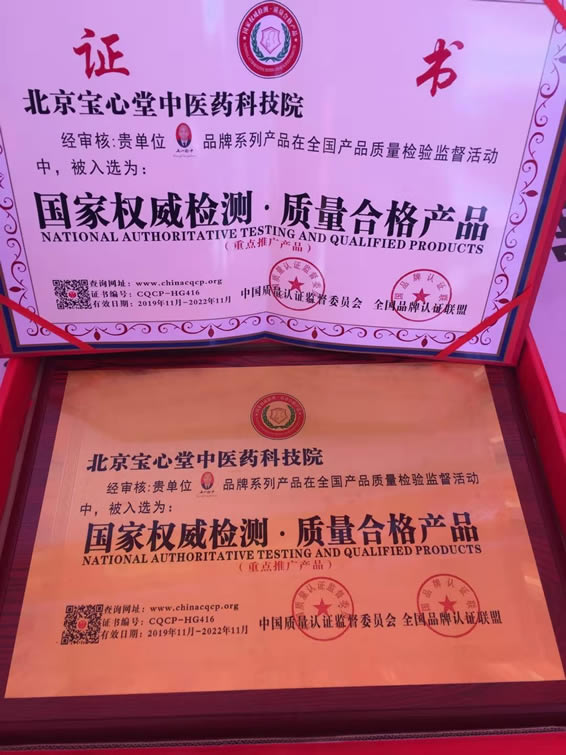 国家权威检测·质量合格产品
证 书
北京宝心堂中医药科技院
经审核:贵单位 品牌系列产品在全国产品质量检验监督活动
中，被入选为：
国家权威检测·质量合格产品
NATIONAL AUTHORITATIVE TESTING AND QUALIFIED PRODUCTS
（重点推广产品）
查询网址：www.chinacqcp.org
证书编号：CQCP-HG416
有效日期：2019年11月-2022年11月
中国质量认证监督委员会 全国品牌认证联盟
北京宝心堂中医药科技院
经审核:贵单位 品牌系列产品在全国产品质量检验监督活动
中，被入选为：
国家权威检测·质量合格产品
NATIONAL AUTHORITATIVE TESTING AND QUALIFIED PRODUCTS
（重点推广产品）
查询网址：www.chinacqcp.org
证书编号：CQCP-HG416
有效日期：2019年11月-2022年11月
中国质量认证监督委员会 全国品牌认证联盟